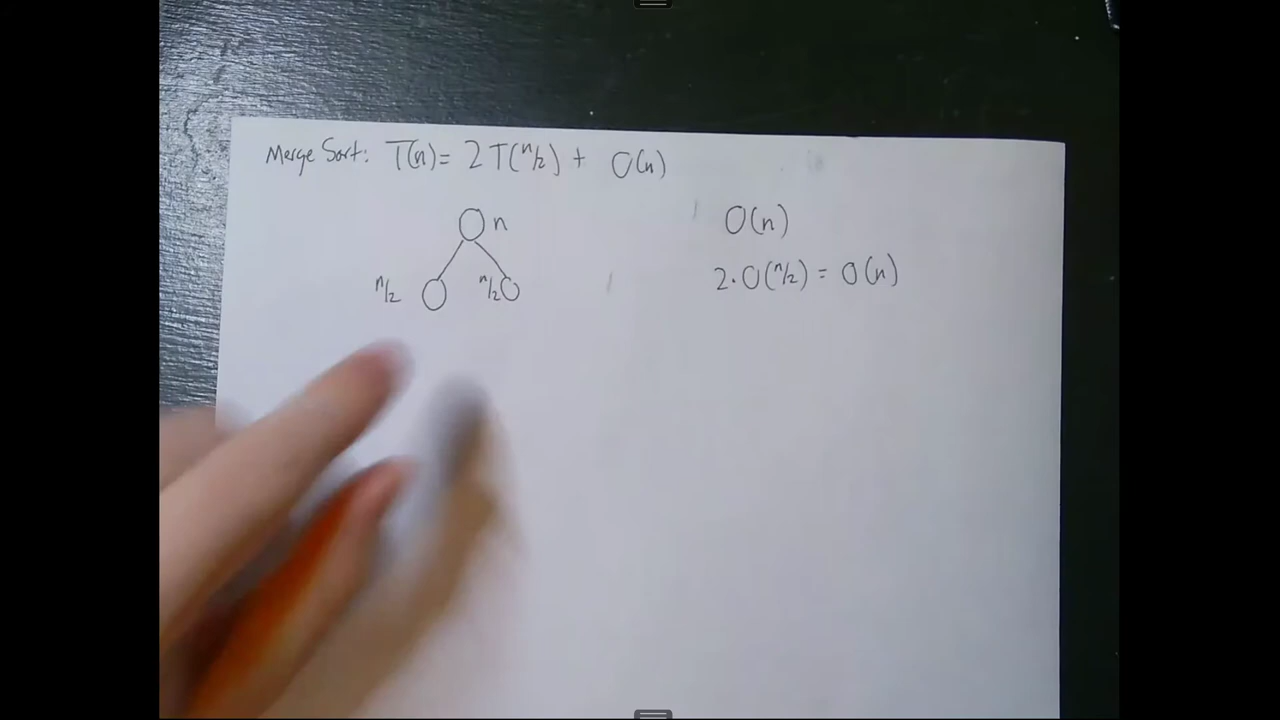 Merge Sort: T(n) = 2T(n/2) + O(n)
n O(n)
n/2 n/2 2·O(n/2) = O(n)